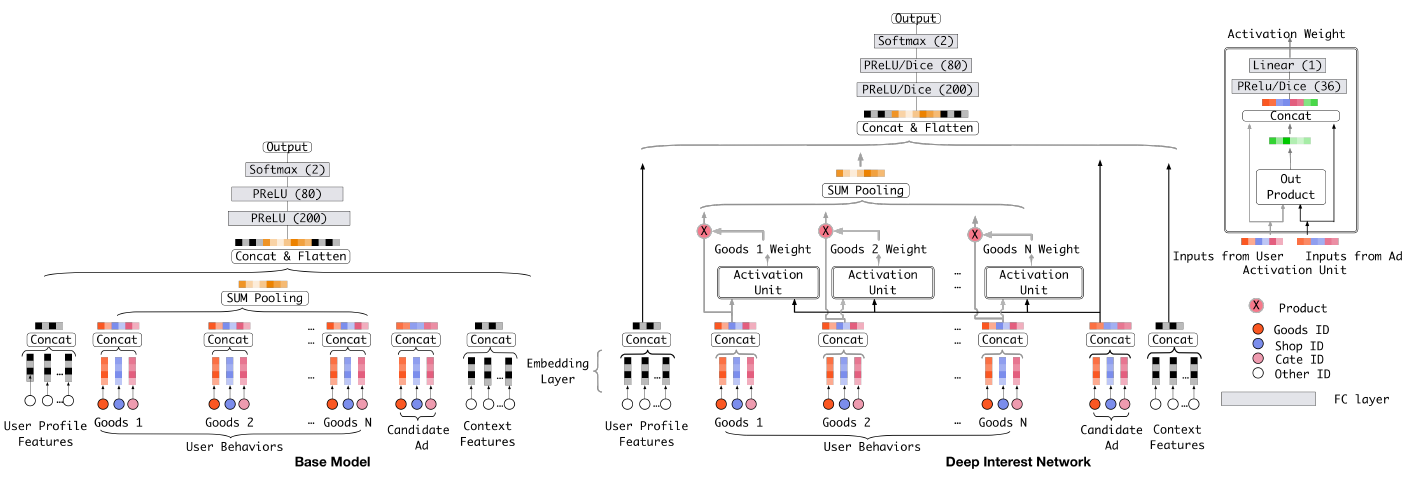 Output
Softmax (2)
PReLU (80)
PReLU (200)
Concat & Flatten
SUM Pooling
...
Concat
Concat
Concat
...
Concat
Concat
Concat
...
...
...
...
...
User Profile
Features
Goods 1
Goods 2
...
Goods N
Candidate
Ad
Context
Features
User Behaviors
Base Model
Output
Softmax (2)
PReLU/Dice (80)
PReLU/Dice (200)
Concat & Flatten
SUM Pooling
X
X
X
Goods 1 Weight
Goods 2 Weight
Goods N Weight
Activation
Unit
Activation
Unit
...
...
Activation
Unit
...
Concat
Concat
Concat
...
Concat
Concat
Concat
Embedding
Layer
...
...
...
...
...
User Profile
Features
Goods 1
Goods 2
...
Goods N
Candidate
Ad
Context
Features
User Behaviors
Deep Interest Network
Activation Weight
Linear (1)
PRelu/Dice (36)
Concat
Out
Product
Inputs from User
Inputs from Ad
Activation Unit
X
Product
Goods ID
Shop ID
Cate ID
Other ID
FC layer